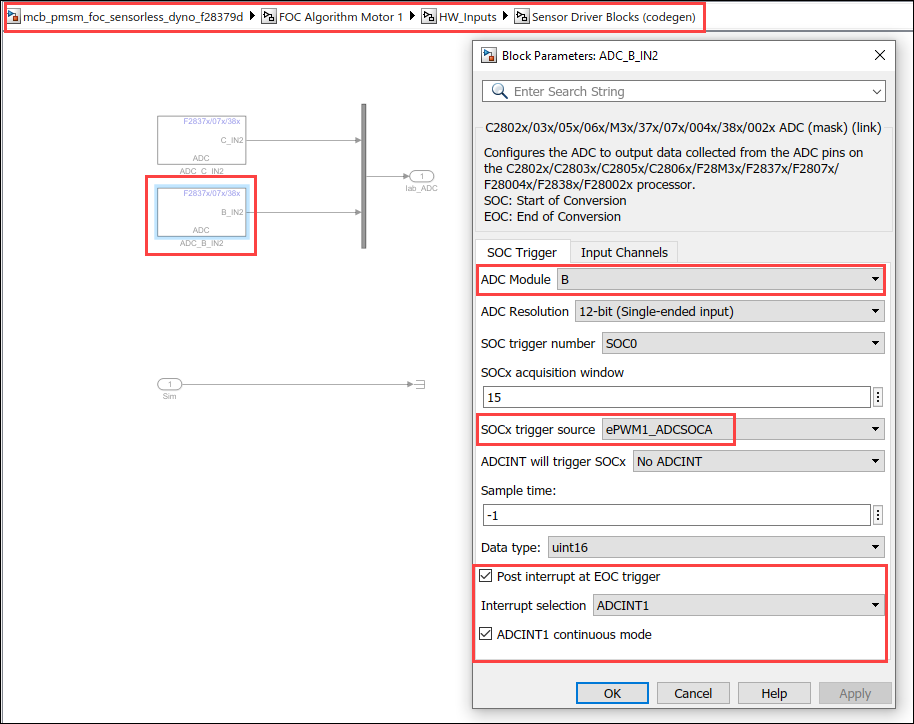 mcb_pmsm_foc_sensorless_dyno_f28379d FOC Algorithm Motor 1 HW_Inputs Sensor Driver Blocks (codegen)
F2837x/07x/38x
C_IN2
ADC
ADC_C_IN2
F2837x/07x/38x
B_IN2
ADC
ADC_B_IN2
1
Iab_ADC
1
Sim
Block Parameters: ADC_B_IN2
Enter Search String
C2802x/03x/05x/06x/M3x/37x/07x/004x/38x/002x ADC (mask) (link)
Configures the ADC to output data collected from the ADC pins on
the C2802x/C2803x/C2805x/C2806x/F28M3x/F2837x/F2807x/
F28004x/F2838x/F28002x processor.
SOC: Start of Conversion
EOC: End of Conversion
SOC Trigger Input Channels
ADC Module B
ADC Resolution 12-bit (Single-ended input)
SOC trigger number SOC0
SOCx acquisition window
15
SOCx trigger source ePWM1_ADCSOCA
ADCINT will trigger SOCx No ADCINT
Sample time:
-1
Data type: uint16
Post interrupt at EOC trigger
Interrupt selection ADCINT1
ADCINT1 continuous mode
OK Cancel Help Apply